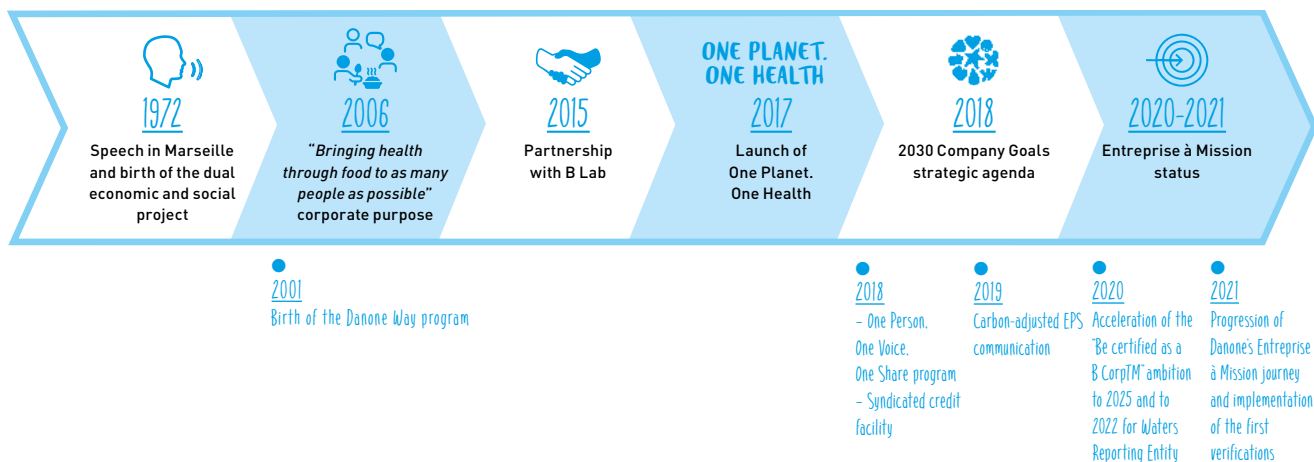 1972
Speech in Marseille
and birth of the dual
economic and social
project
2006
“Bringing health
through food to as many
people as possible”
corporate purpose
2015
Partnership
with B Lab
ONE PLANET.
ONE HEALTH
2017
Launch of
One Planet.
One Health
2018
2030 Company Goals
strategic agenda
2020-2021
Entreprise à Mission
status
2001
Birth of the Danone Way program
2018
– One Person,
One Voice,
One Share program
– Syndicated credit
facility
2019
Carbon-adjusted EPS
communication
2020
Acceleration of the
"Be certified as a
B CorpTM" ambition
to 2025 and to
2022 for Waters
Reporting Entity
2021
Progression of
Danone's Entreprise
à Mission journey
and implementation
of the first
verifications